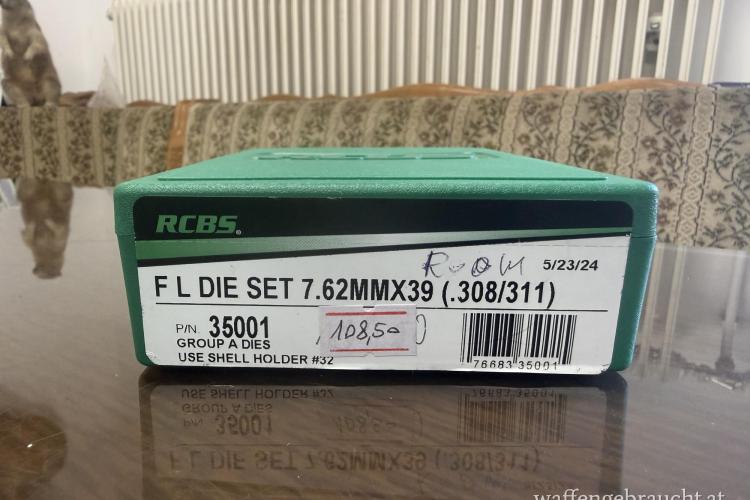 RCBS.
5/23/24
F L DIE SET 7.62MMX39 (.308/311)
P/N. 35001
108,50
GROUP A DIES
USE SHELL HOLDER #32
76683 35001
waffengebraucht.at